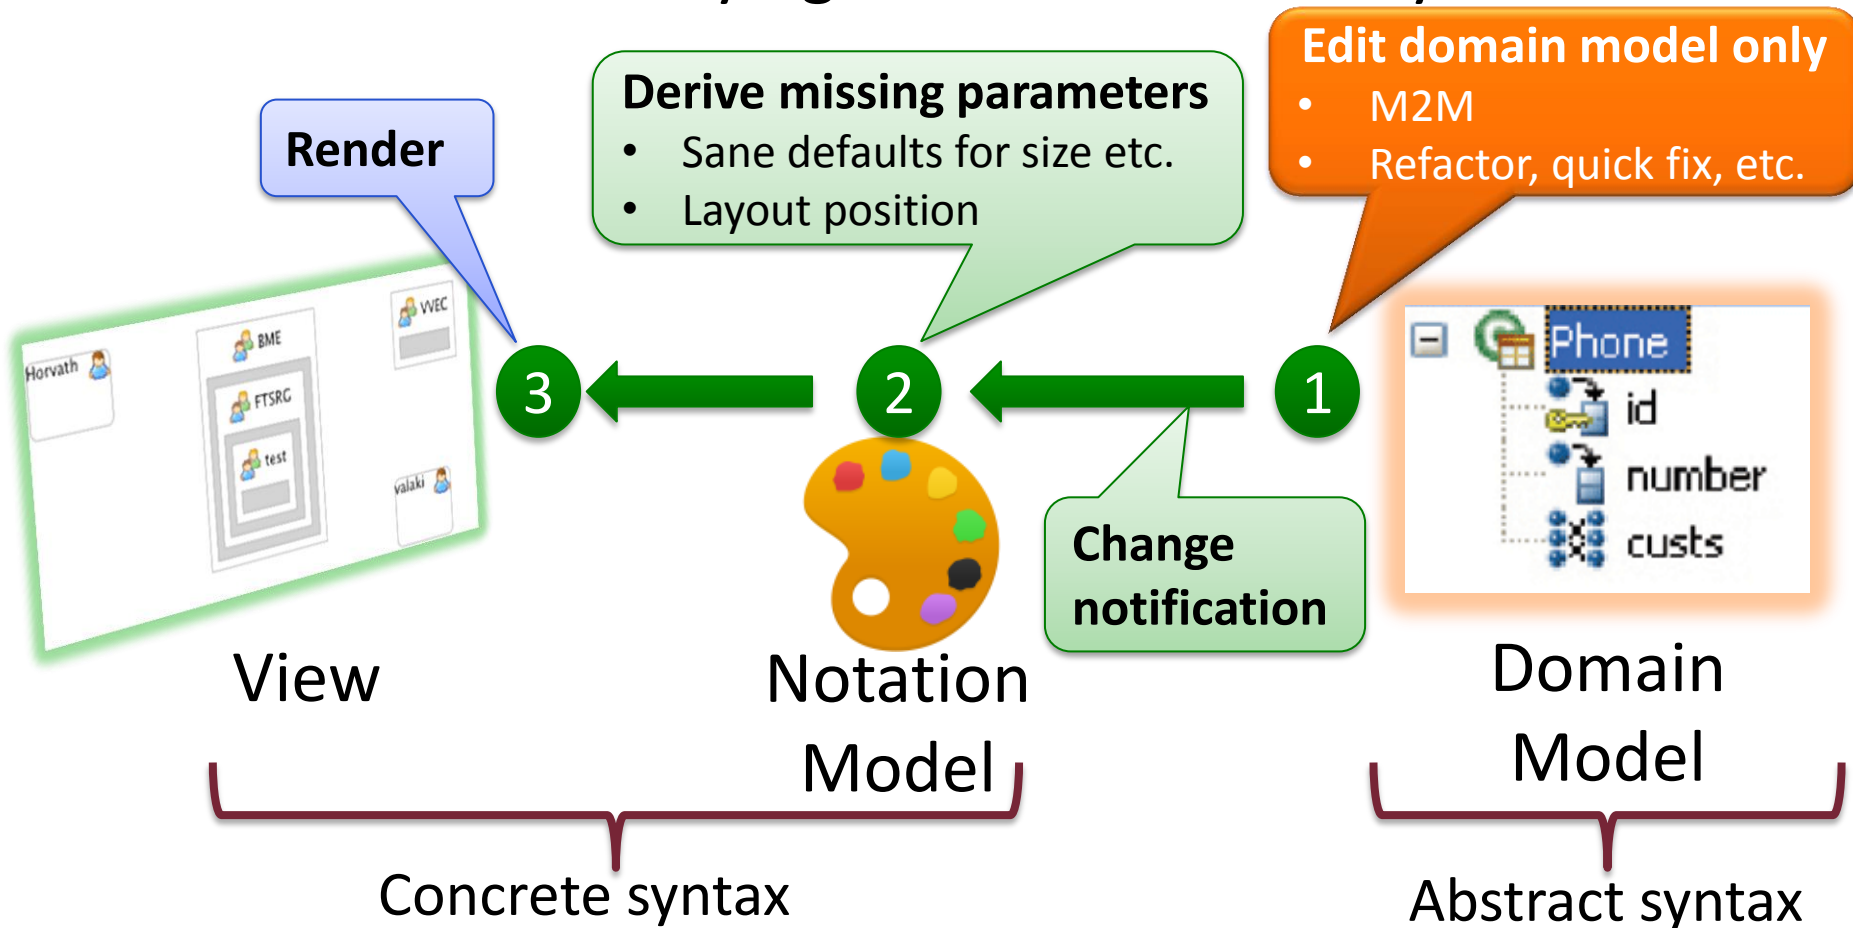 Edit domain model only
• M2M
• Refactor, quick fix, etc.
Derive missing parameters
• Sane defaults for size etc.
• Layout position
Render
Horvath
BME
FTSRG
test
VVEC
valaki
3
2
1
Phone
id
number
custs
Change
notification
View
Notation
Model
Domain
Model
Concrete syntax
Abstract syntax